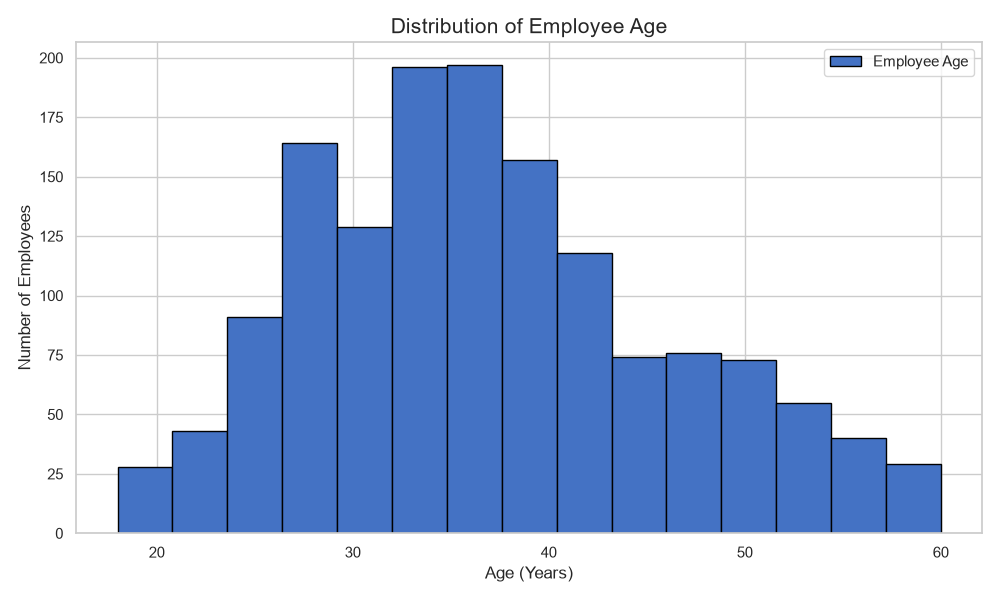 Distribution of Employee Age
Employee Age
Number of Employees
200
175
150
125
100
75
50
25
0
20 30 40 50 60
Age (Years)